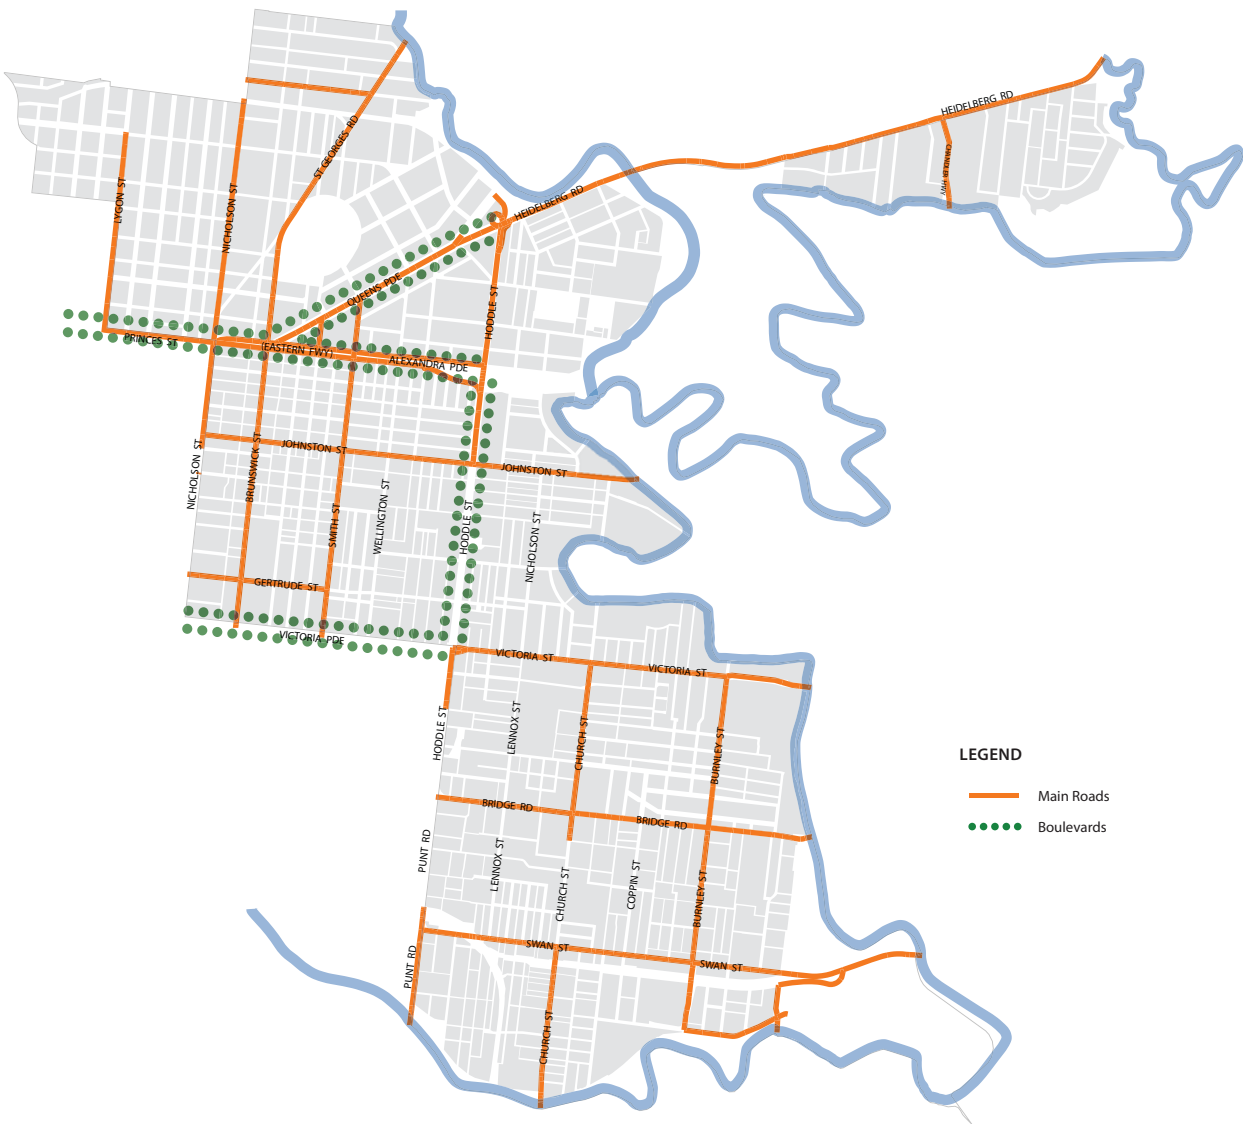 HEIDELBERG RD
CHANDLER HWY
ST GEORGES RD
LYGON ST
NICHOLSON ST
HEIDELBERG RD
QUEENS PDE
HODDLE ST
PRINCES ST
(EASTERN FWY)
ALEXANDRA PDE
NICHOLSON ST
BRUNSWICK ST
JOHNSTON ST
JOHNSTON ST
SMITH ST
WELLINGTON ST
HODDLE ST
NICHOLSON ST
GERTRUDE ST
VICTORIA PDE
VICTORIA ST
VICTORIA ST
HODDLE ST
LENNOX ST
CHURCH ST
BURNLEY ST
LEGEND
Main Roads
Boulevards
BRIDGE RD
BRIDGE RD
PUNT RD
LENNOX ST
CHURCH ST
COPPIN ST
BURNLEY ST
SWAN ST
SWAN ST
PUNT RD
CHURCH ST